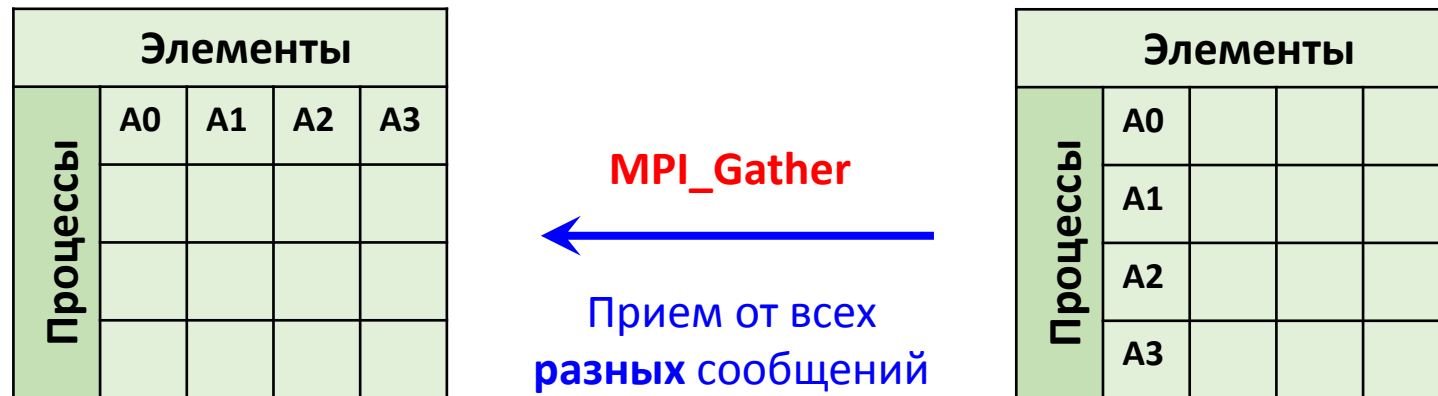 Элементы
Процессы
A0 A1 A2 A3
MPI_Gather
Прием от всех
разных сообщений
Элементы
Процессы
A0
A1
A2
A3